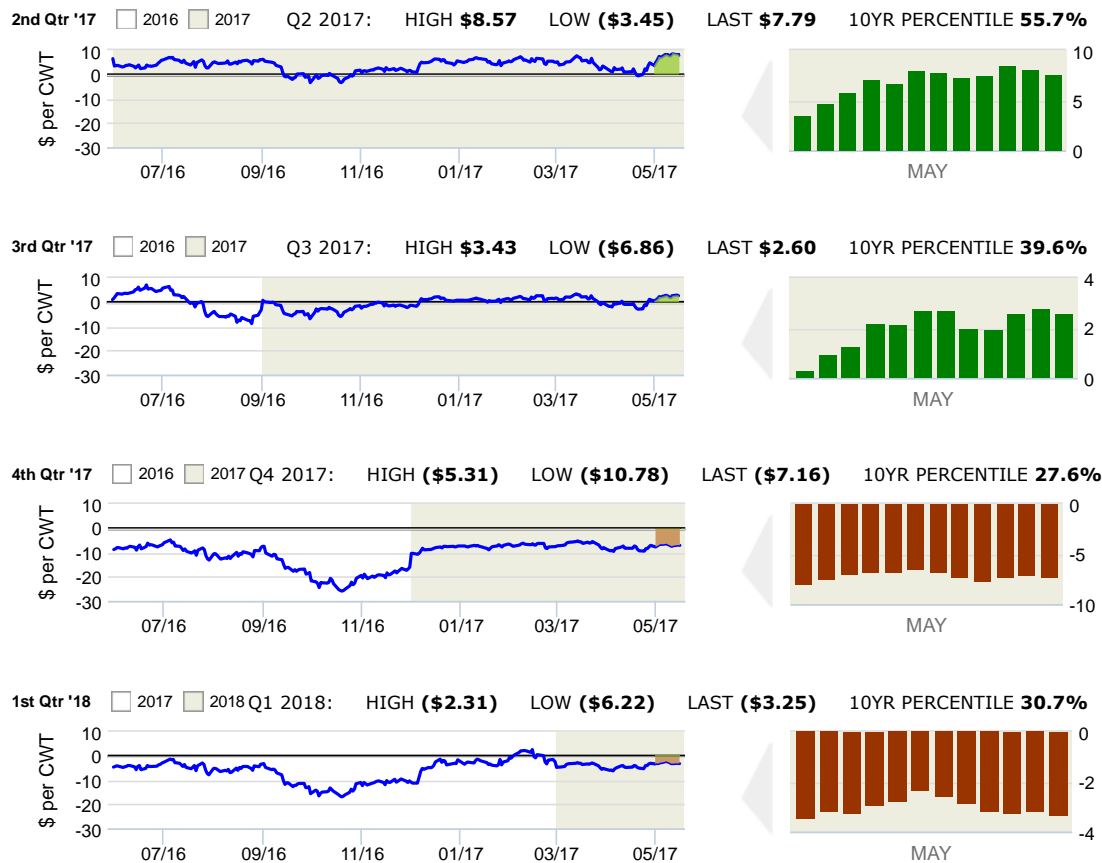 2nd Qtr '17 2016 2017 Q2 2017: HIGH $8.57 LOW ($3.45) LAST $7.79 10YR PERCENTILE 55.7%
$ per CWT
10
0
-10
-20
-30
07/16 09/16 11/16 01/17 03/17 05/17
10
5
0
MAY
3rd Qtr '17 2016 2017 Q3 2017: HIGH $3.43 LOW ($6.86) LAST $2.60 10YR PERCENTILE 39.6%
$ per CWT
10
0
-10
-20
-30
07/16 09/16 11/16 01/17 03/17 05/17
4
2
0
MAY
4th Qtr '17 2016 2017 Q4 2017: HIGH ($5.31) LOW ($10.78) LAST ($7.16) 10YR PERCENTILE 27.6%
$ per CWT
10
0
-10
-20
-30
07/16 09/16 11/16 01/17 03/17 05/17
0
-5
-10
MAY
1st Qtr '18 2017 2018 Q1 2018: HIGH ($2.31) LOW ($6.22) LAST ($3.25) 10YR PERCENTILE 30.7%
$ per CWT
10
0
-10
-20
-30
07/16 09/16 11/16 01/17 03/17 05/17
0
-2
-4
MAY